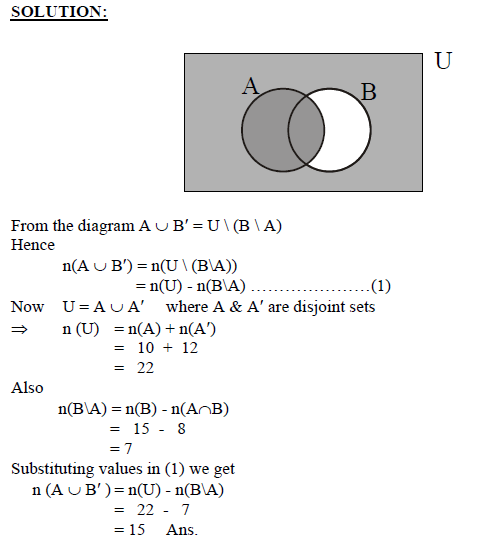 SOLUTION:
U
A B
From the diagram A ∪ B′ = U \ (B \ A)
Hence
n(A ∪ B′) = n(U \ (B\A))
= n(U) - n(B\A) …………………(1)
Now U = A ∪ A′ where A & A′ are disjoint sets
⇒ n (U) = n(A) + n(A′)
= 10 + 12
= 22
Also
n(B\A) = n(B) - n(A∩B)
= 15 - 8
= 7
Substituting values in (1) we get
n (A ∪ B′ ) = n(U) - n(B\A)
= 22 - 7
= 15 Ans.